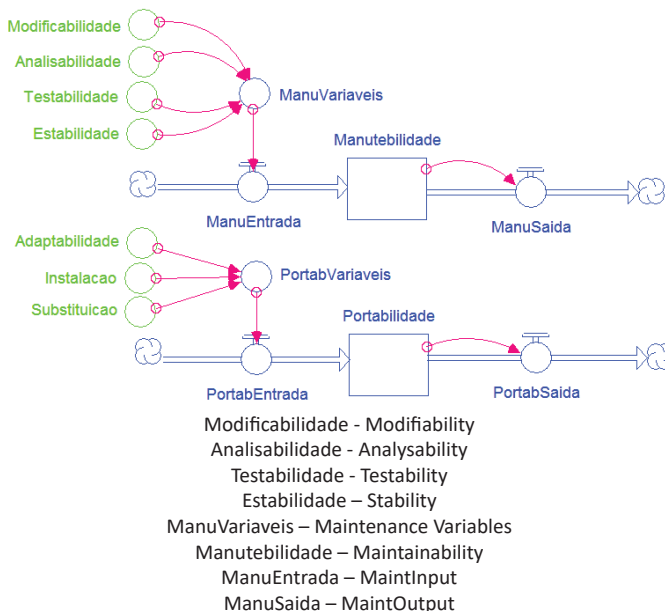 Modificabilidade
Analisabilidade
Testabilidade
ManuVariaveis
Estabilidade
Manutebilidade
ManuEntrada
ManuSaida
Adaptabilidade
Instalacao
PortabVariaveis
Substituicao
Portabilidade
PortabEntrada
PortabSaida
Modificabilidade - Modifiability
Analisabilidade - Analysability
Testabilidade - Testability
Estabilidade – Stability
ManuVariaveis – Maintenance Variables
Manutebilidade – Maintainability
ManuEntrada – MaintInput
ManuSaida – MaintOutput